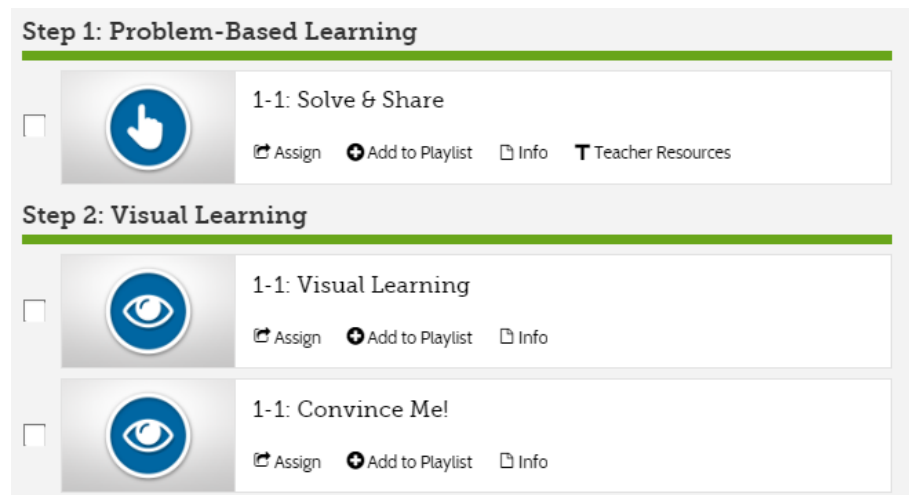 Step 1: Problem-Based Learning
1-1: Solve & Share
Assign Add to Playlist Info T Teacher Resources
Step 2: Visual Learning
1-1: Visual Learning
Assign Add to Playlist Info
1-1: Convince Me!
Assign Add to Playlist Info